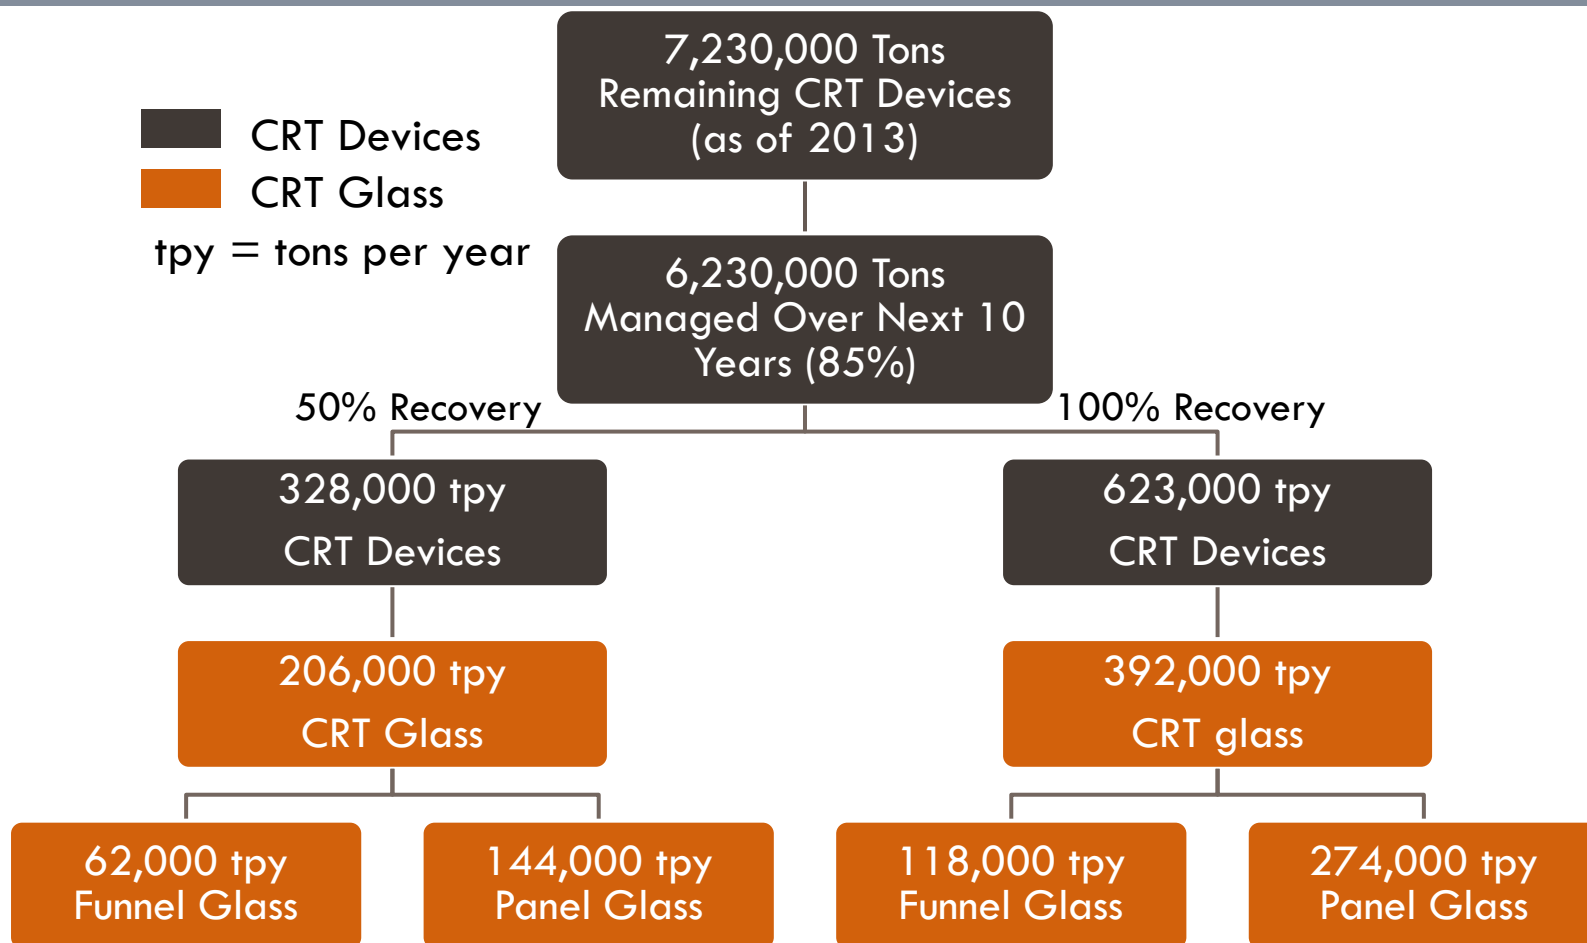 7,230,000 Tons
Remaining CRT Devices
(as of 2013)
CRT Devices
CRT Glass
tpy = tons per year
6,230,000 Tons
Managed Over Next 10
Years (85%)
50% Recovery
100% Recovery
328,000 tpy
CRT Devices
623,000 tpy
CRT Devices
206,000 tpy
CRT Glass
392,000 tpy
CRT glass
62,000 tpy
Funnel Glass
144,000 tpy
Panel Glass
118,000 tpy
Funnel Glass
274,000 tpy
Panel Glass